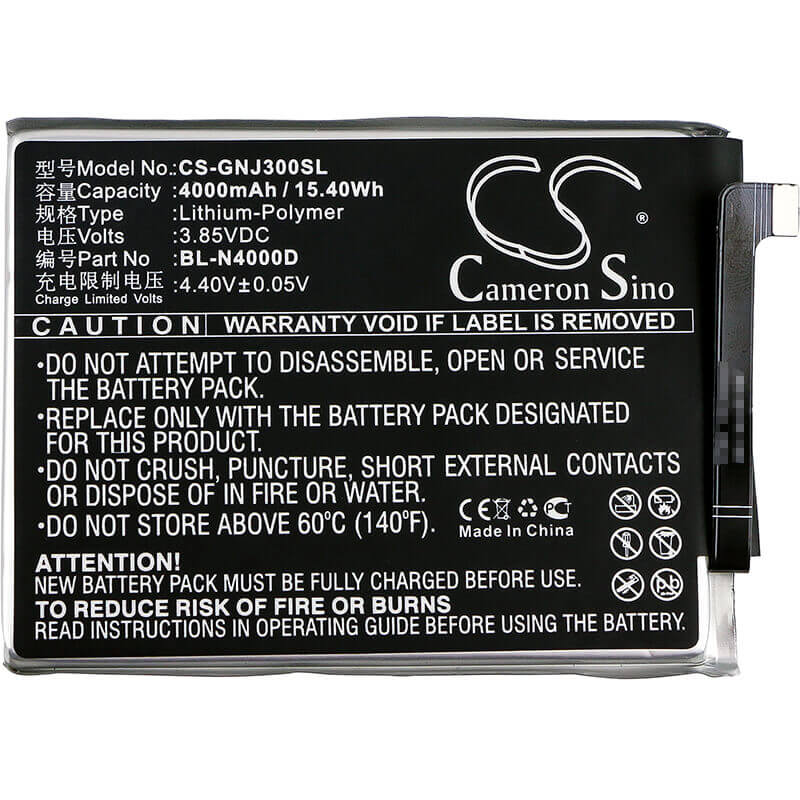 型号Model No.: CS-GNJ300SL
容量Capacity: 4000mAh / 15.40Wh
规格Type: Lithium-Polymer
电压Volts: 3.85VDC
编号Part No.: BL-N4000D
充电限制电压: 4.40V±0.05V
Charge Limited Volts
CS
®
Cameron Sino
CAUTION WARRANTY VOID IF LABEL IS REMOVED
•DO NOT ATTEMPT TO DISASSEMBLE, OPEN OR SERVICE
THE BATTERY PACK.
•REPLACE ONLY WITH THE BATTERY PACK DESIGNATED
FOR THIS PRODUCT.
•DO NOT CRUSH, PUNCTURE, SHORT EXTERNAL CONTACTS
OR DISPOSE OF IN FIRE OR WATER.
•DO NOT STORE ABOVE 60°C (140°F).
CE
PCT
Made In China
ATTENTION!
NEW BATTERY PACK MUST BE FULLY CHARGED BEFORE USE.
TO REDUCE RISK OF FIRE OR BURNS
READ INSTRUCTIONS IN OPERATING GUIDE BEFORE USING BATTERY.
Pb